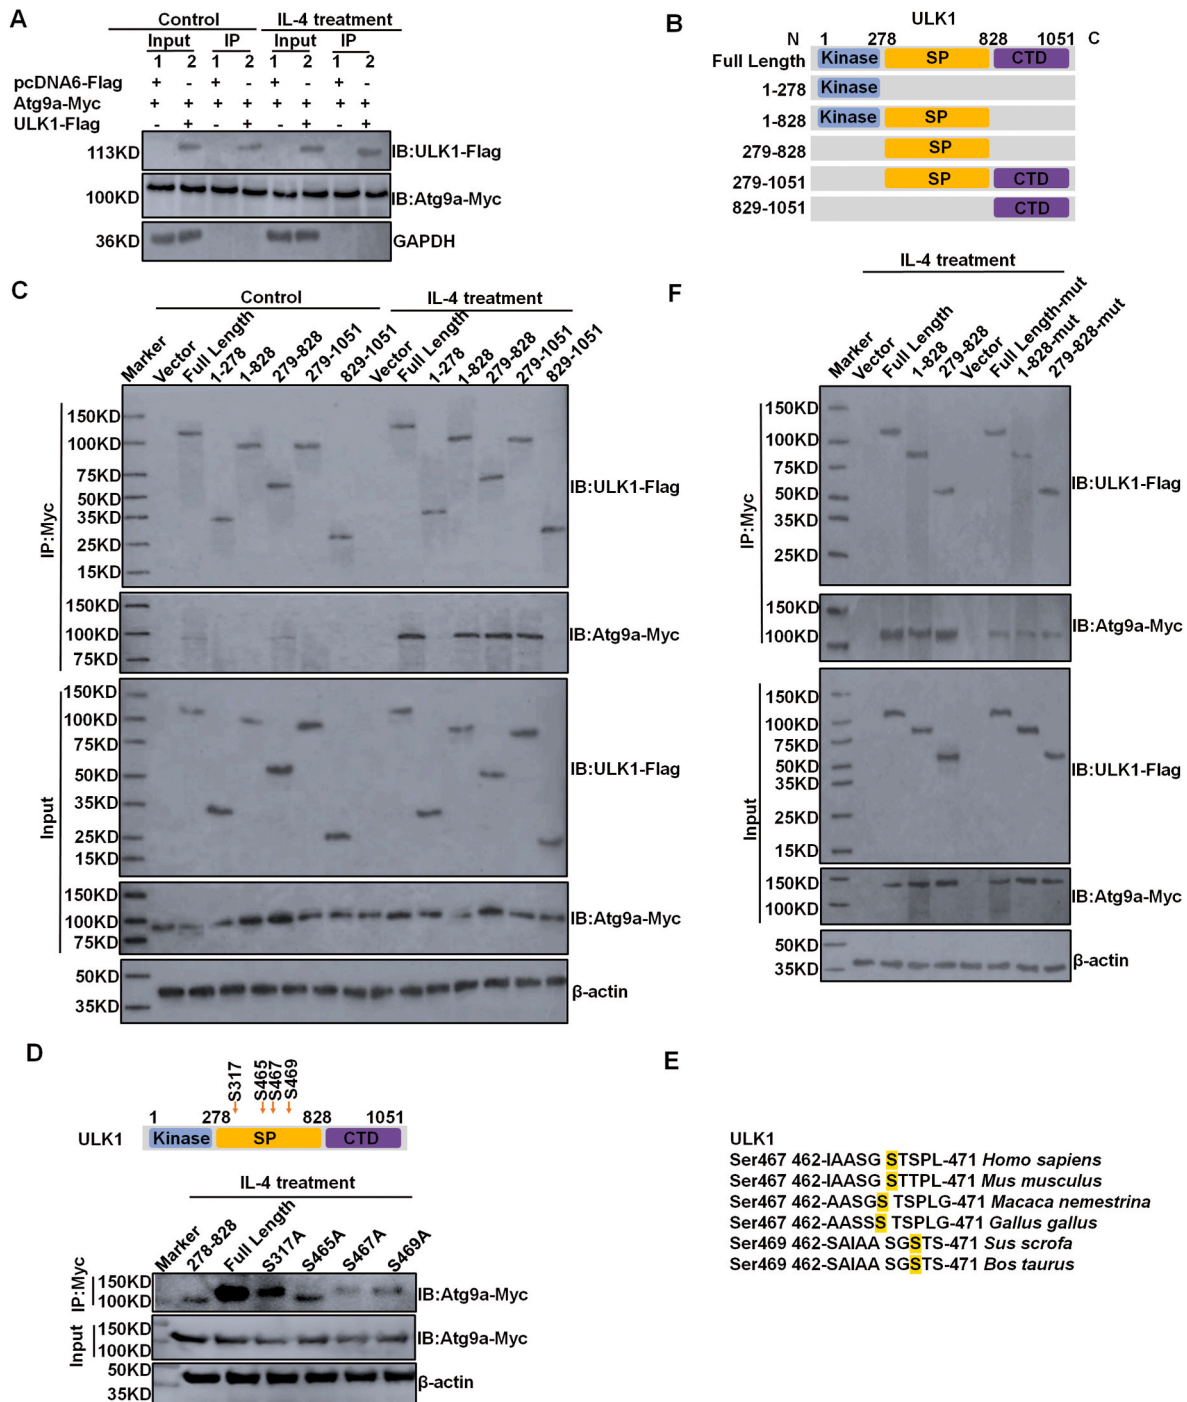 A
Control IL-4 treatment
Input IP Input IP
1 2 1 2 1 2 1 2
pcDNA6-Flag + - + - + - + -
Atg9a-Myc + + + + + + + +
ULK1-Flag - + - + - + - +
113KD IB:ULK1-Flag
100KD IB:Atg9a-Myc
36KD GAPDH
B
ULK1
N 1 278 828 1051 C
Full Length Kinase SP CTD
1-278 Kinase
1-828 Kinase SP
279-828 SP
279-1051 SP CTD
829-1051 CTD
C
Control IL-4 treatment
Marker Vector Full Length 1-278 1-828 279-828 279-1051 829-1051 Vector Full Length 1-278 1-828 279-828 279-1051 829-1051
IP:Myc
150KD
100KD
75KD
50KD
35KD
25KD
15KD
IB:ULK1-Flag
150KD
100KD
75KD
IB:Atg9a-Myc
Input
150KD
100KD
75KD
50KD
35KD
25KD
15KD
IB:ULK1-Flag
150KD
100KD
75KD
IB:Atg9a-Myc
50KD
35KD
β-actin
F
IL-4 treatment
Marker Vector Full Length 1-828 279-828 Vector Full Length-mut 1-828-mut 279-828-mut
IP:Myc
150KD
100KD
75KD
50KD
35KD
25KD
IB:ULK1-Flag
150KD
100KD
IB:Atg9a-Myc
Input
150KD
100KD
75KD
50KD
35KD
25KD
15KD
IB:ULK1-Flag
150KD
100KD
IB:Atg9a-Myc
50KD
35KD
β-actin
D
S317 S465 S467 S469
1 278 828 1051
ULK1 Kinase SP CTD
IL-4 treatment
Marker 278-828 Full Length S317A S465A S467A S469A
IP:Myc
150KD
100KD
IB:Atg9a-Myc
Input
150KD
100KD
IB:Atg9a-Myc
50KD
35KD
β-actin
E
ULK1
Ser467 462-IAASG STSPL-471 Homo sapiens
Ser467 462-IAASG STTPL-471 Mus musculus
Ser467 462-AASGS TSPLG-471 Macaca nemestrina
Ser467 462-AASSS TSPLG-471 Gallus gallus
Ser469 462-SAIAA SGSTS-471 Sus scrofa
Ser469 462-SAIAA SGSTS-471 Bos taurus